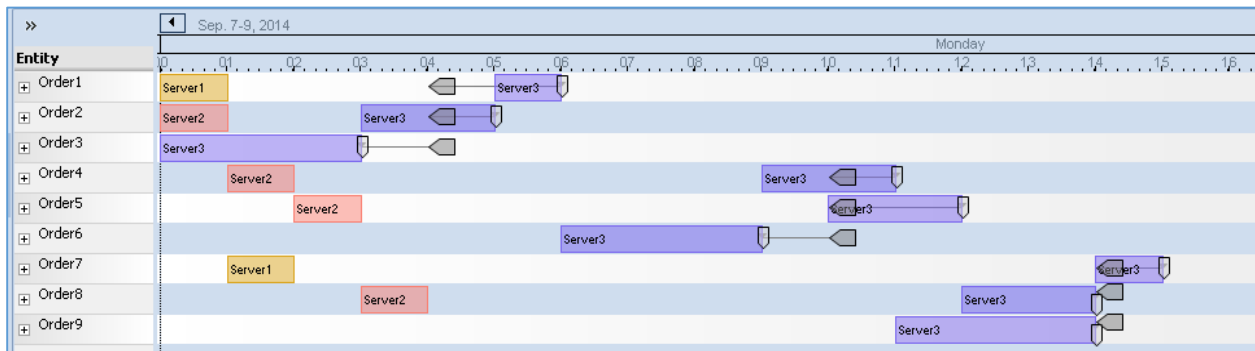 » Sep. 7-9, 2014
Monday
Entity 00 01 02 03 04 05 06 07 08 09 10 11 12 13 14 15 16
Order1 Server1 Server3
Order2 Server2 Server3
Order3 Server3
Order4 Server2 Server3
Order5 Server2 Server3
Order6 Server3
Order7 Server1 Server3
Order8 Server2 Server3
Order9 Server3